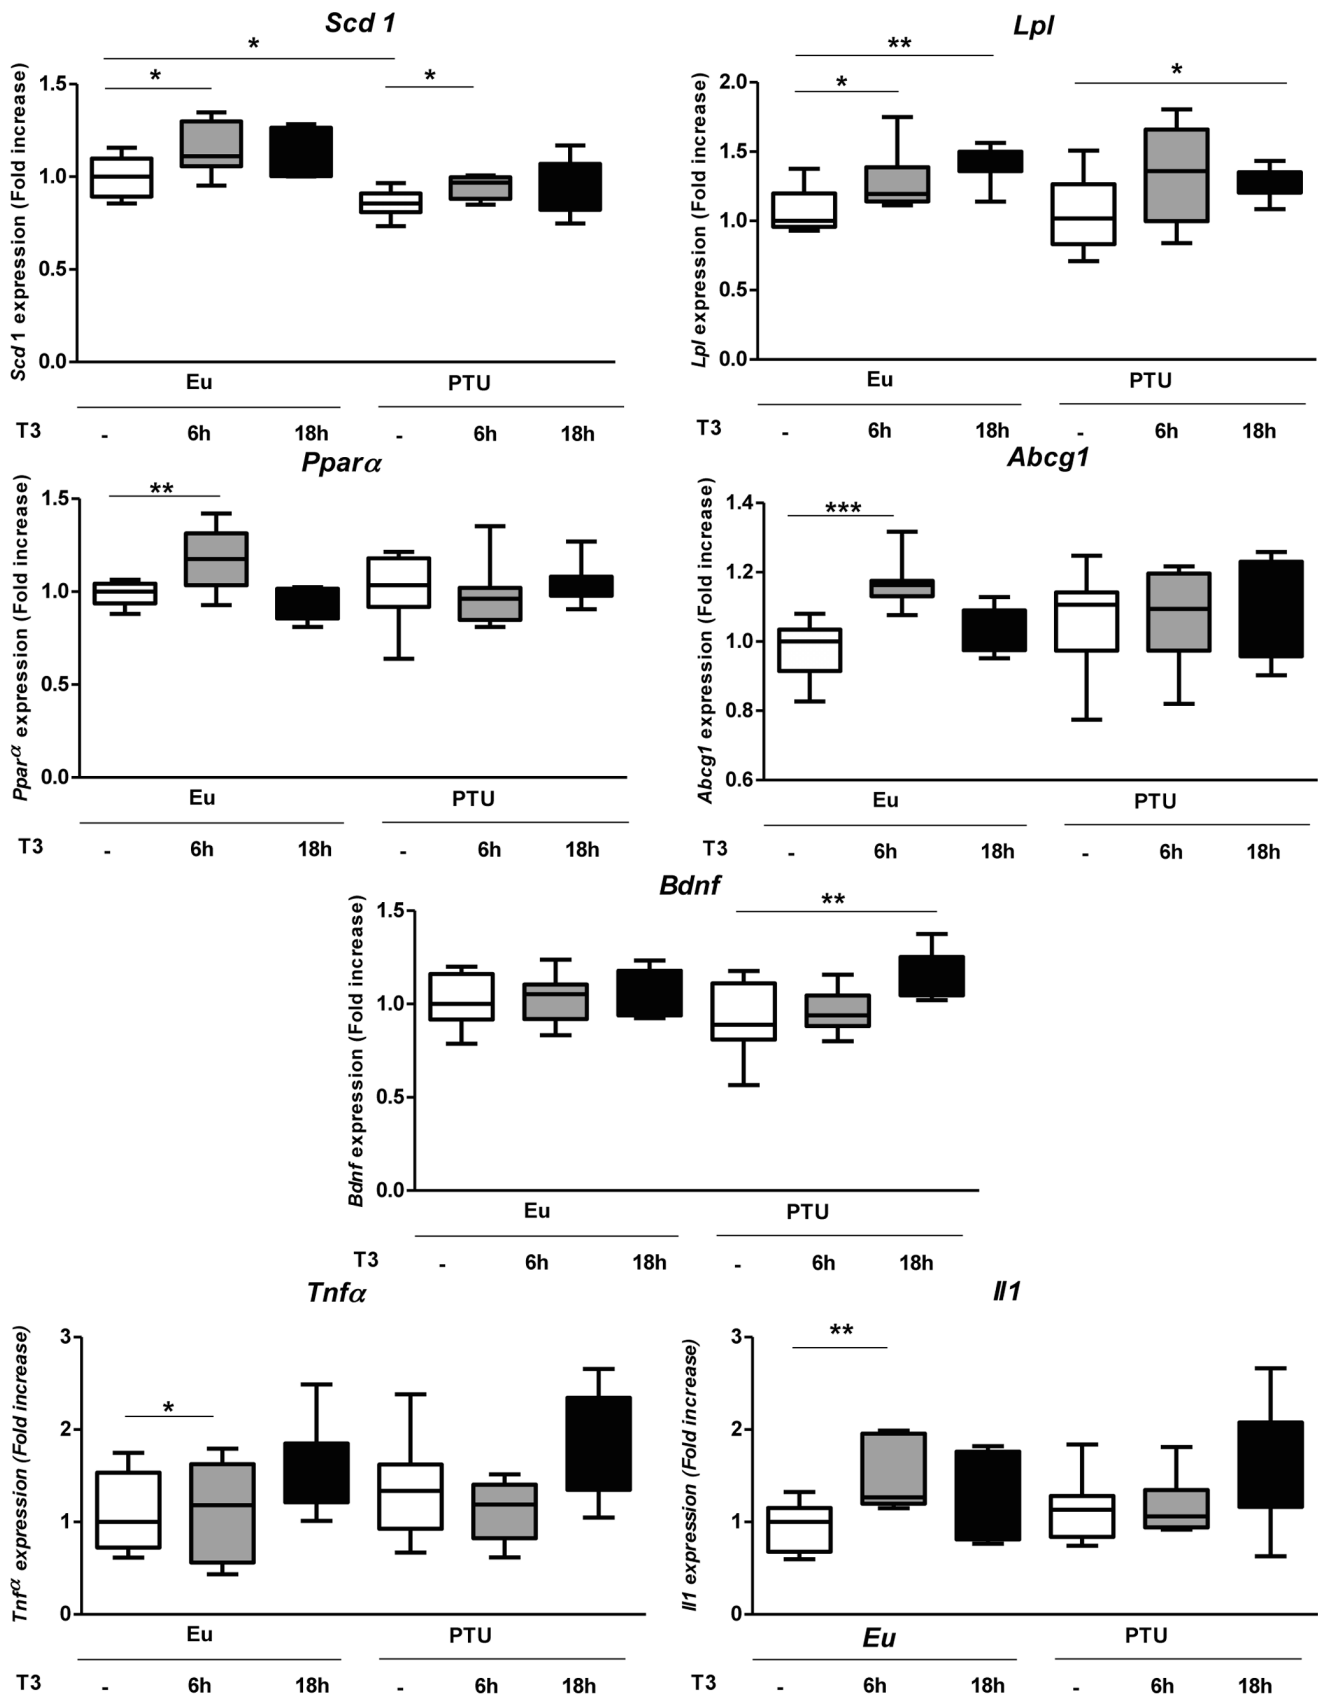 Scd 1
*
*
*
Scd 1 expression (Fold increase)
1.5
1.0
0.5
0.0
Eu
PTU
T3 - 6h 18h - 6h 18h
Lpl
**
*
*
Lpl expression (Fold increase)
2.0
1.5
1.0
0.5
0.0
Eu
PTU
T3 - 6h 18h - 6h 18h
Pparα
**
Pparα expression (Fold increase)
1.5
1.0
0.5
0.0
Eu
PTU
T3 - 6h 18h - 6h 18h
Abcg1
***
Abcg1 expression (Fold increase)
1.4
1.2
1.0
0.8
0.6
Eu
PTU
T3 - 6h 18h - 6h 18h
Bdnf
**
Bdnf expression (Fold increase)
1.5
1.0
0.5
0.0
Eu
PTU
T3 - 6h 18h - 6h 18h
Tnfα
*
Tnfα expression (Fold increase)
3
2
1
0
Eu
PTU
T3 - 6h 18h - 6h 18h
Il1
**
Il1 expression (Fold increase)
3
2
1
0
Eu
PTU
T3 - 6h 18h - 6h 18h